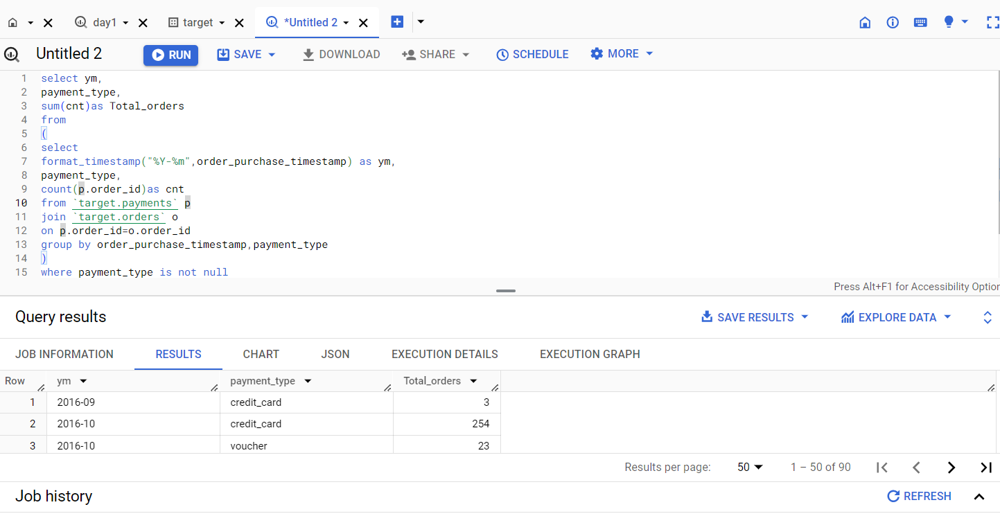 day1 target *Untitled 2
Untitled 2 RUN SAVE DOWNLOAD SHARE SCHEDULE MORE
1 select ym,
2 payment_type,
3 sum(cnt)as Total_orders
4 from
5 (
6 select
7 format_timestamp("%Y-%m",order_purchase_timestamp) as ym,
8 payment_type,
9 count(p.order_id)as cnt
10 from `target.payments` p
11 join `target.orders` o
12 on p.order_id=o.order_id
13 group by order_purchase_timestamp,payment_type
14 )
15 where payment_type is not null
Press Alt+F1 for Accessibility Option
Query results SAVE RESULTS EXPLORE DATA
JOB INFORMATION RESULTS CHART JSON EXECUTION DETAILS EXECUTION GRAPH
Row ym payment_type Total_orders
1 2016-09 credit_card 3
2 2016-10 credit_card 254
3 2016-10 voucher 23
Results per page: 50 1 – 50 of 90
Job history REFRESH